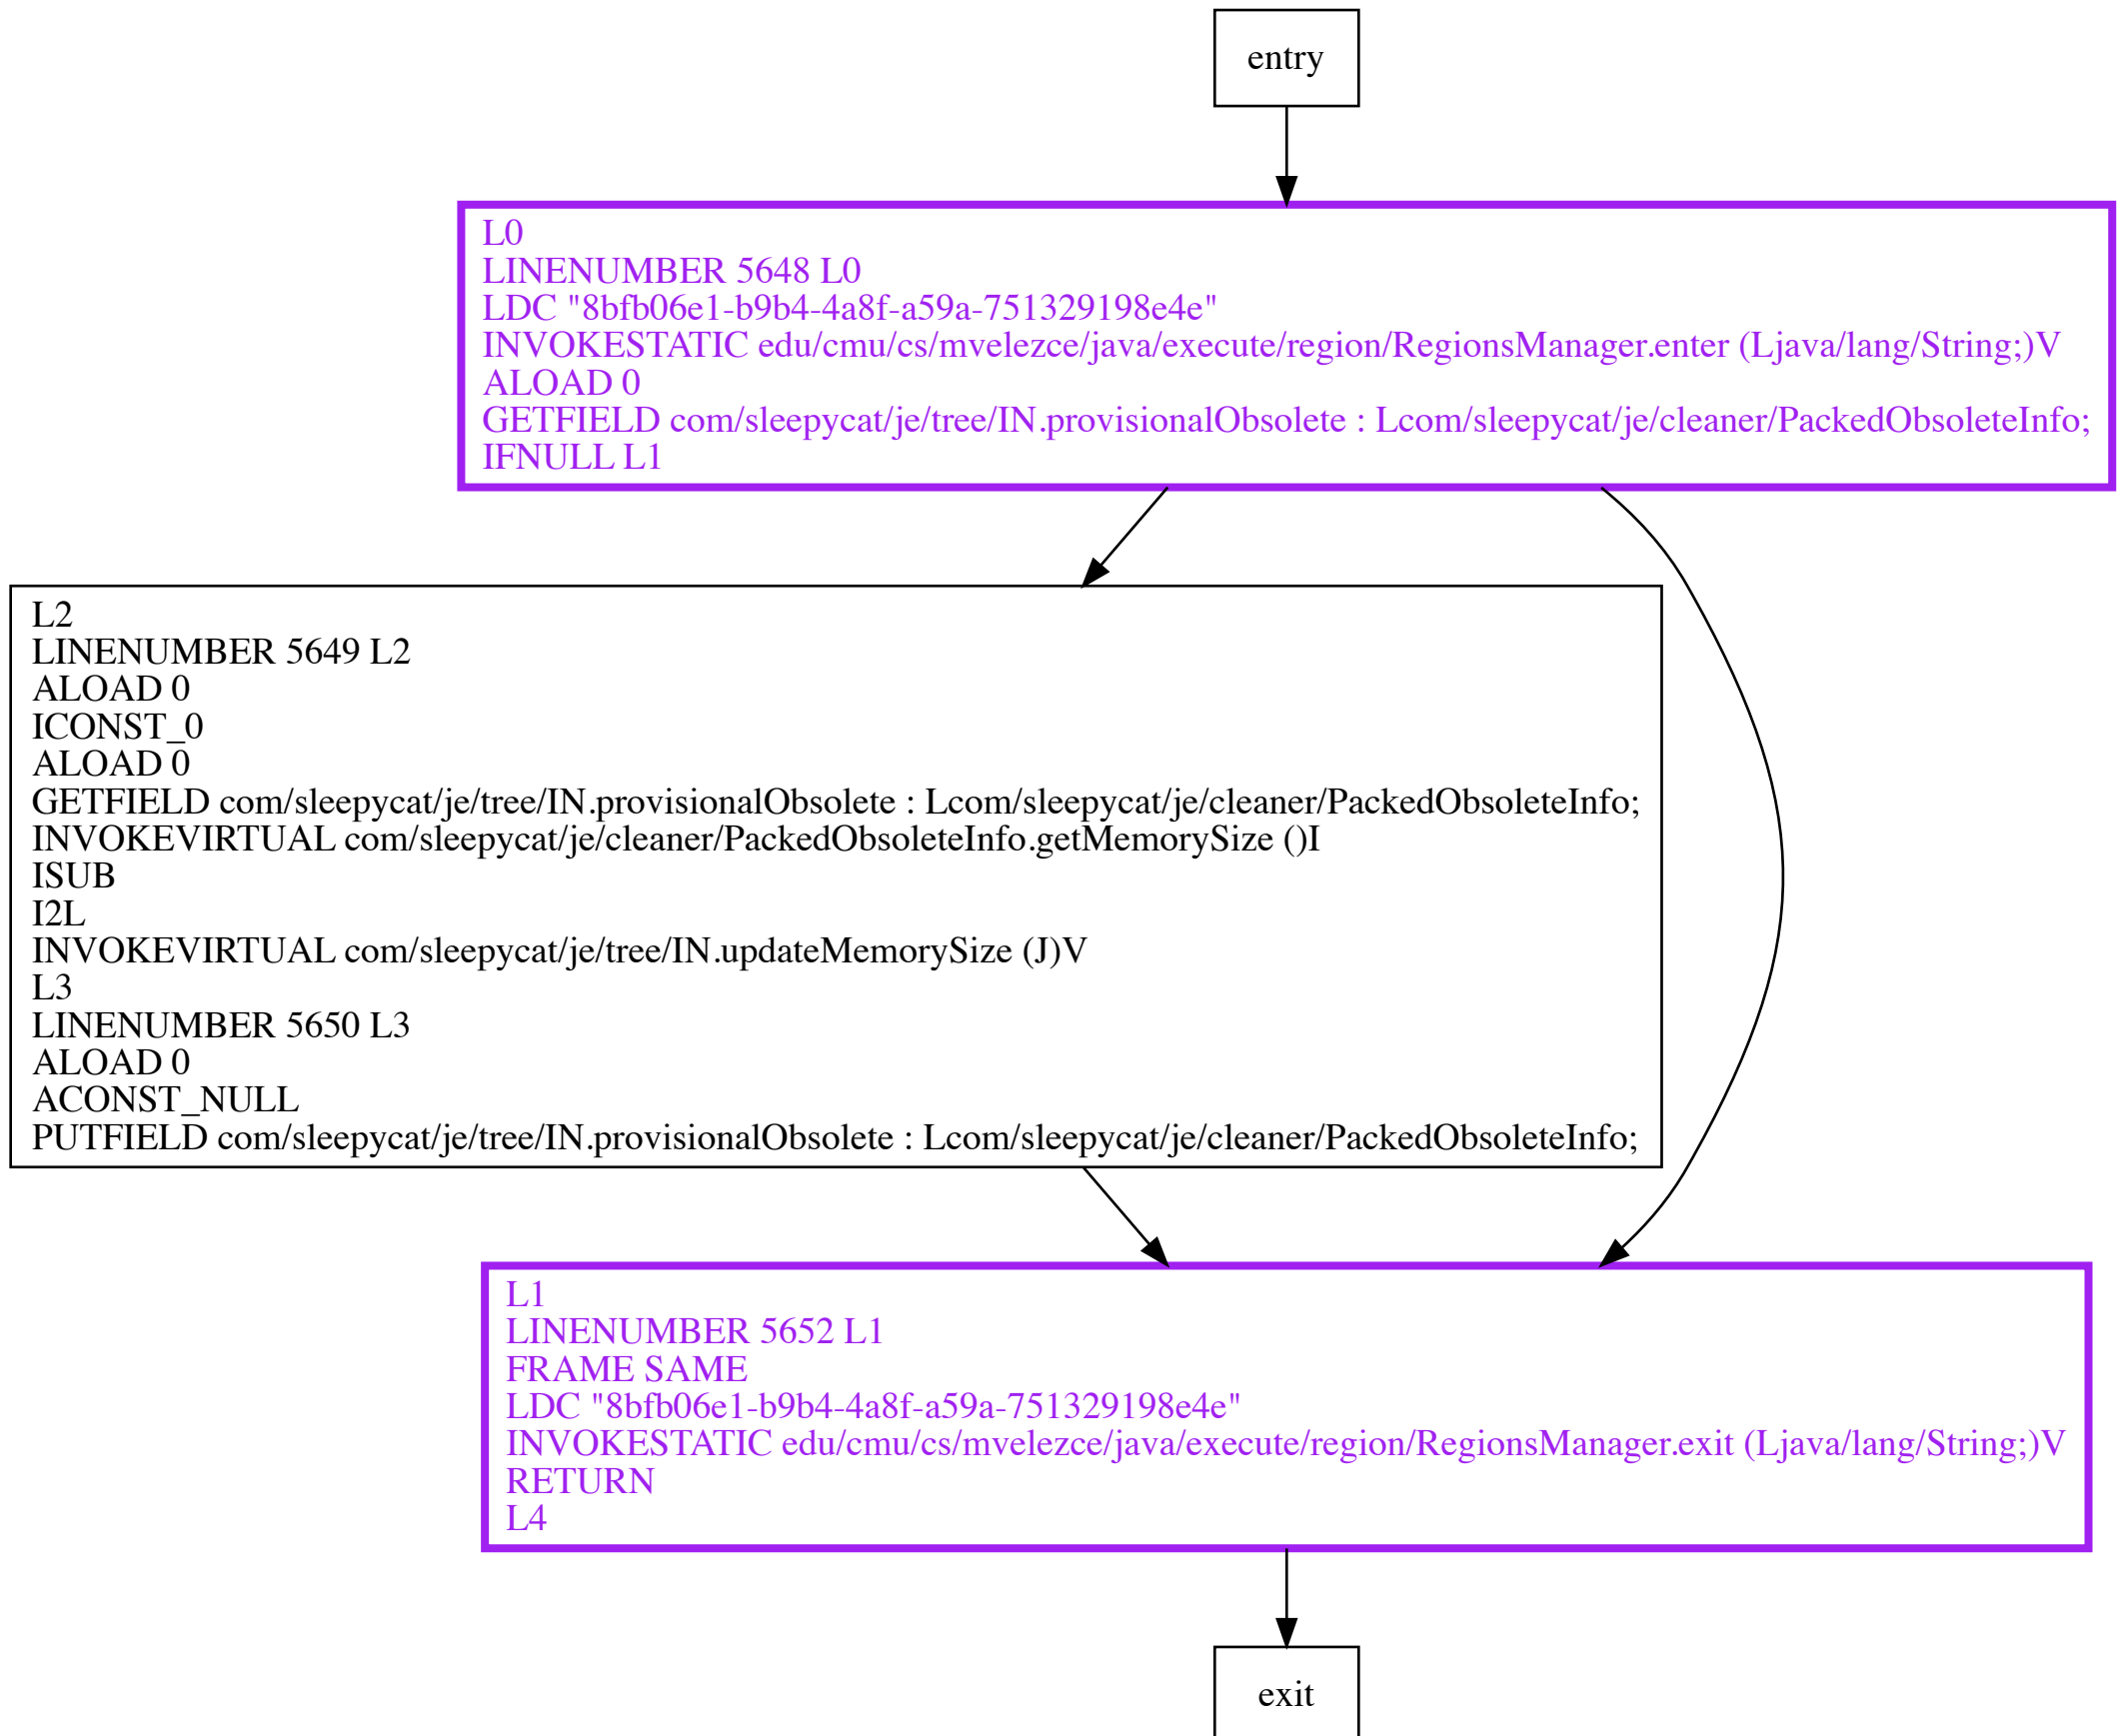 entry
L0
LINENUMBER 5648 L0
LDC "8bfb06e1-b9b4-4a8f-a59a-751329198e4e"
INVOKESTATIC edu/cmu/cs/mvelezce/java/execute/region/RegionsManager.enter (Ljava/lang/String;)V
ALOAD 0
GETFIELD com/sleepycat/je/tree/IN.provisionalObsolete : Lcom/sleepycat/je/cleaner/PackedObsoleteInfo;
IFNULL L1
L2
LINENUMBER 5649 L2
ALOAD 0
ICONST_0
ALOAD 0
GETFIELD com/sleepycat/je/tree/IN.provisionalObsolete : Lcom/sleepycat/je/cleaner/PackedObsoleteInfo;
INVOKEVIRTUAL com/sleepycat/je/cleaner/PackedObsoleteInfo.getMemorySize ()I
ISUB
I2L
INVOKEVIRTUAL com/sleepycat/je/tree/IN.updateMemorySize (J)V
L3
LINENUMBER 5650 L3
ALOAD 0
ACONST_NULL
PUTFIELD com/sleepycat/je/tree/IN.provisionalObsolete : Lcom/sleepycat/je/cleaner/PackedObsoleteInfo;
L1
LINENUMBER 5652 L1
FRAME SAME
LDC "8bfb06e1-b9b4-4a8f-a59a-751329198e4e"
INVOKESTATIC edu/cmu/cs/mvelezce/java/execute/region/RegionsManager.exit (Ljava/lang/String;)V
RETURN
L4
exit